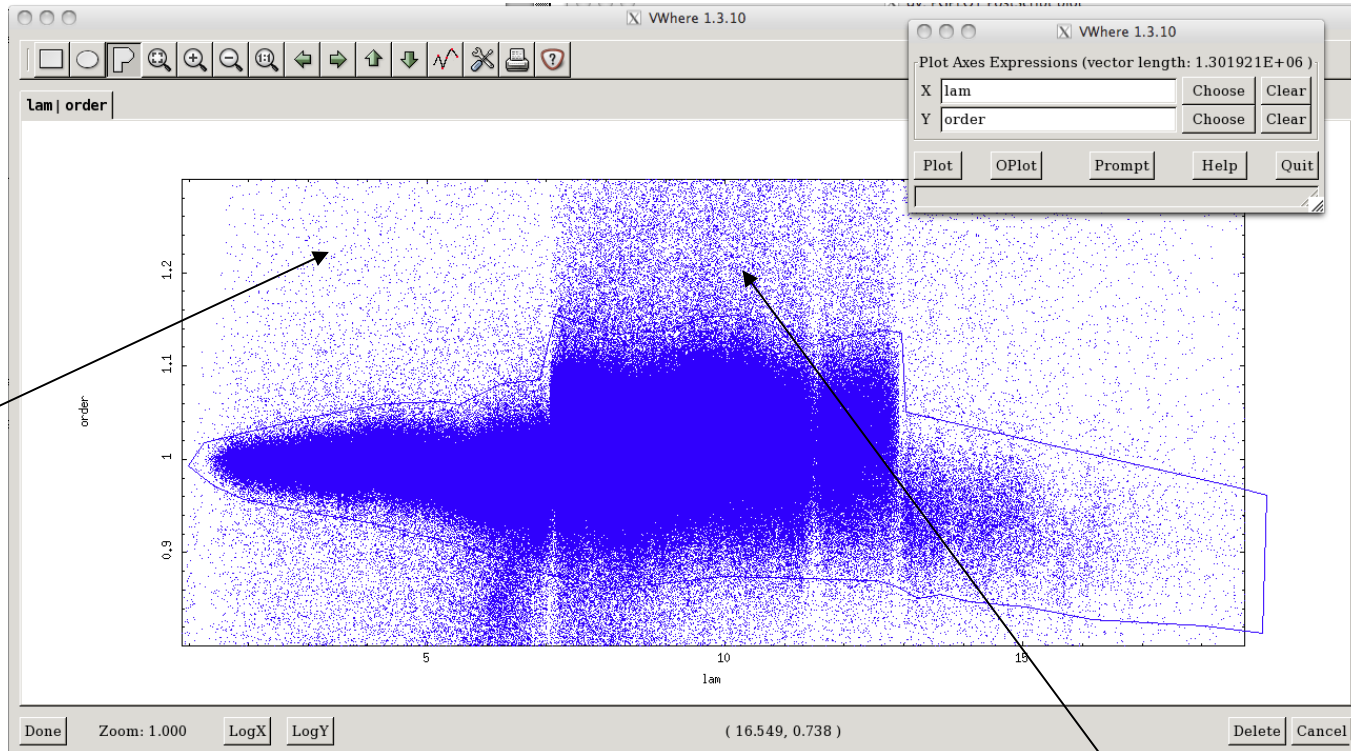 VWhere 1.3.10
VWhere 1.3.10
Plot Axes Expressions (vector length: 1.301921E+06 )
X lam Choose Clear
Y order Choose Clear
Plot OPlot Prompt Help Quit
lam|order
1.2
1.1
1
0.9
order
5 10 15
lam
Done Zoom: 1.000 LogX LogY ( 16.549, 0.738 ) Delete Cancel